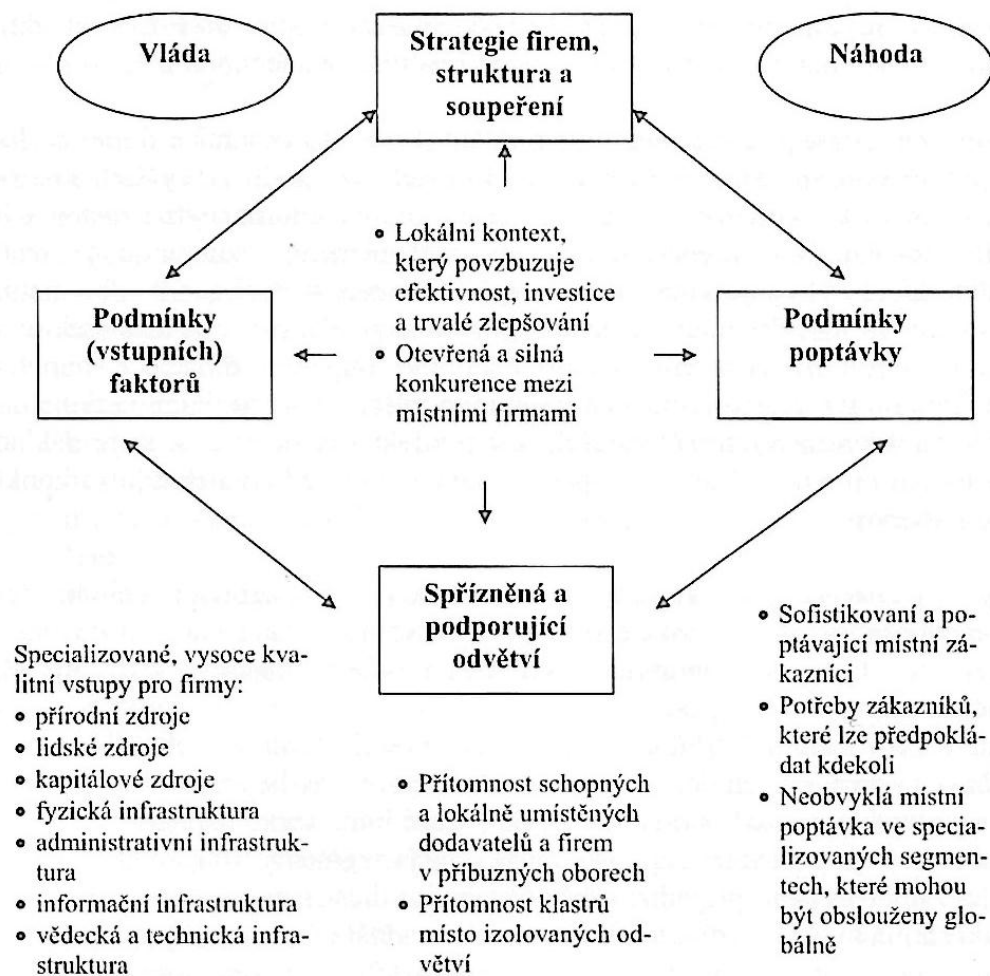 Vláda
Strategie firem,
struktura a
soupeření
Náhoda
Lokální kontext,
který povzbuzuje
efektivnost, investice
a trvalé zlepšování
Otevřená a silná
konkurence mezi
místními firmami
Podmínky
(vstupních)
faktorů
Podmínky
poptávky
Spřízněná a
podporující
odvětví
Specializované, vysoce kva-
litní vstupy pro firmy:
přírodní zdroje
lidské zdroje
kapitálové zdroje
fyzická infrastruktura
administrativní infrastruk-
tura
informační infrastruktura
vědecká a technická infra-
struktura
Přítomnost schopných
a lokálně umístěných
dodavatelů a firem
v příbuzných oborech
Přítomnost klastrů
místo izolovaných od-
větví
Sofistikovaní a po-
ptávající místní zá-
kazníci
Potřeby zákazníků,
které lze předpoklá-
dat kdekoli
Neobvyklá místní
poptávka ve specia-
lizovaných segmen-
tech, které mohou
být obslouženy glo-
bálně